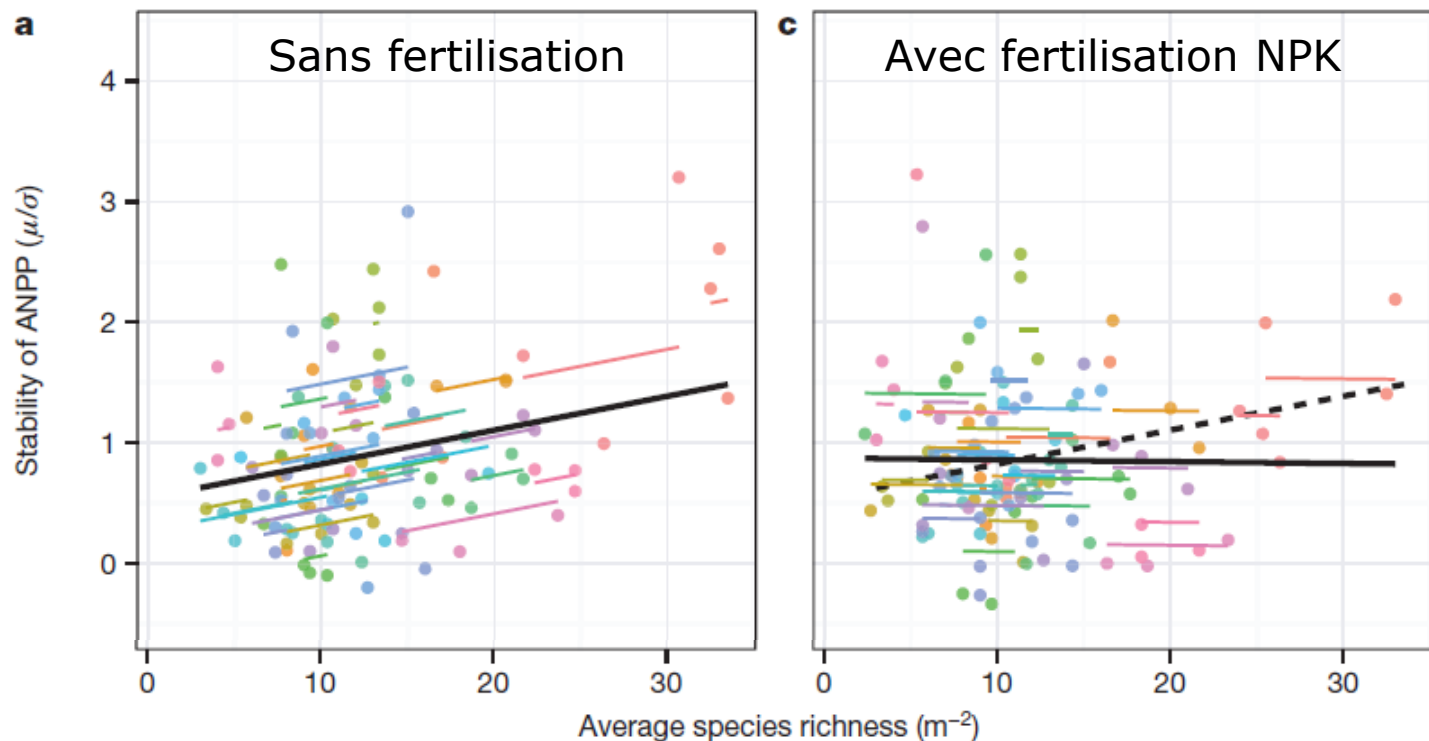 a
Sans fertilisation
c
Avec fertilisation NPK
Stability of ANPP (μ/σ)
4
3
2
1
0
0 10 20 30
0 10 20 30
Average species richness (m⁻²)